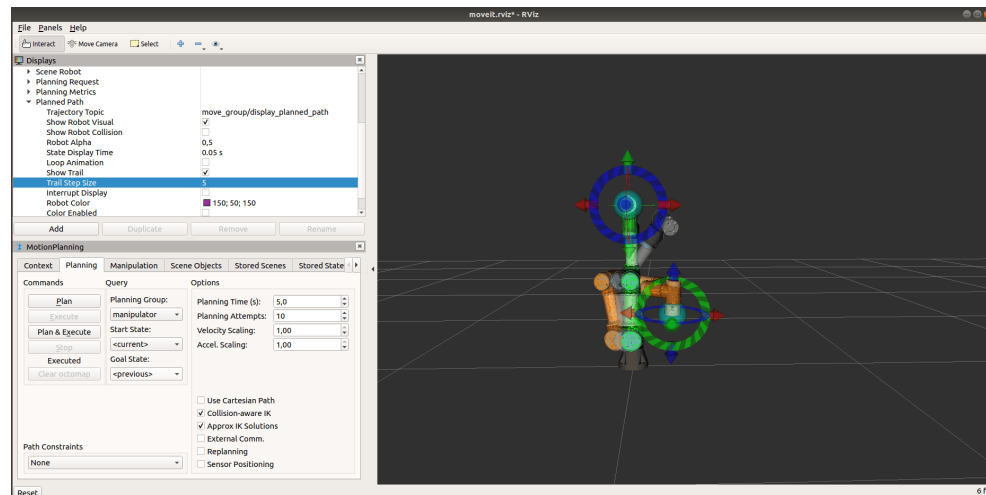 moveit.rviz* - RViz
File Panels Help
Interact Move Camera Select
Displays
Scene Robot
Planning Request
Planning Metrics
Planned Path
Trajectory Topic move_group/display_planned_path
Show Robot Visual
Show Robot Collision
Robot Alpha 0,5
State Display Time 0.05 s
Loop Animation
Show Trail
Trail Step Size 5
Interrupt Display
Robot Color 150; 50; 150
Color Enabled
Add Duplicate Remove Rename
MotionPlanning
Context Planning Manipulation Scene Objects Stored Scenes Stored State
Commands Query Options
Plan Planning Group: Planning Time (s): 5,0
Execute manipulator Planning Attempts: 10
Plan & Execute Start State: Velocity Scaling: 1,00
Stop <current> Accel. Scaling: 1,00
Executed Goal State:
Clear octomap <previous>
Use Cartesian Path
Collision-aware IK
Approx IK Solutions
External Comm.
Replanning
Path Constraints
None Sensor Positioning
Reset 6 f